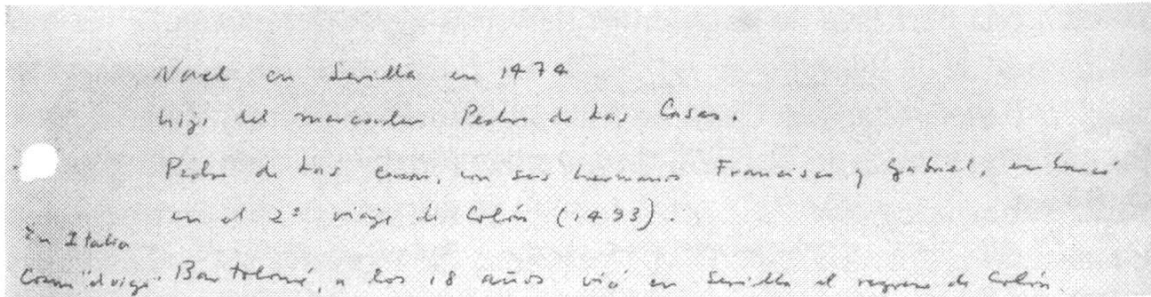 Nace en Sevilla en 1474
hijo del mercader Pedro de Las Casas.
Pedro de Las Casas, con sus hermanos Francisco y Gabriel, embarcó
en el 2º viaje de Colón (1493).
En Italia
Bartolomé, a los 18 años vió en Sevilla el regreso de Colón.